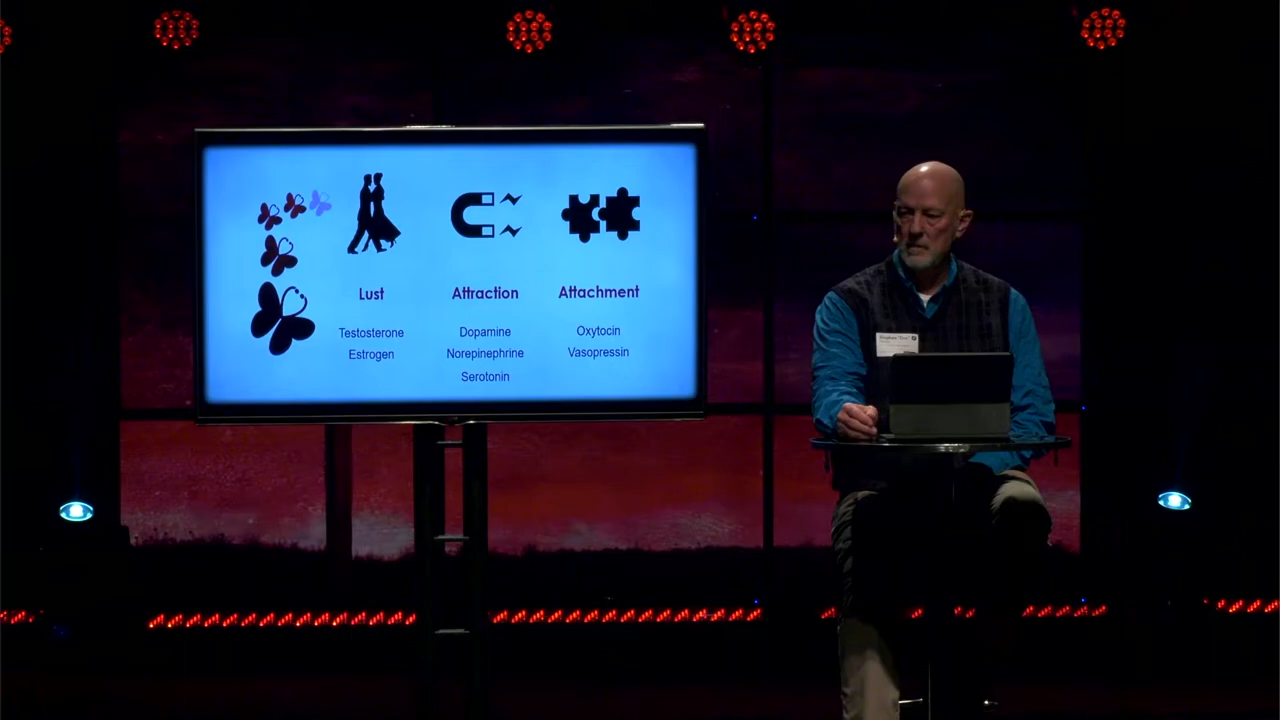 Lust
Testosterone
Estrogen
Attraction
Dopamine
Norepinephrine
Serotonin
Attachment
Oxytocin
Vasopressin